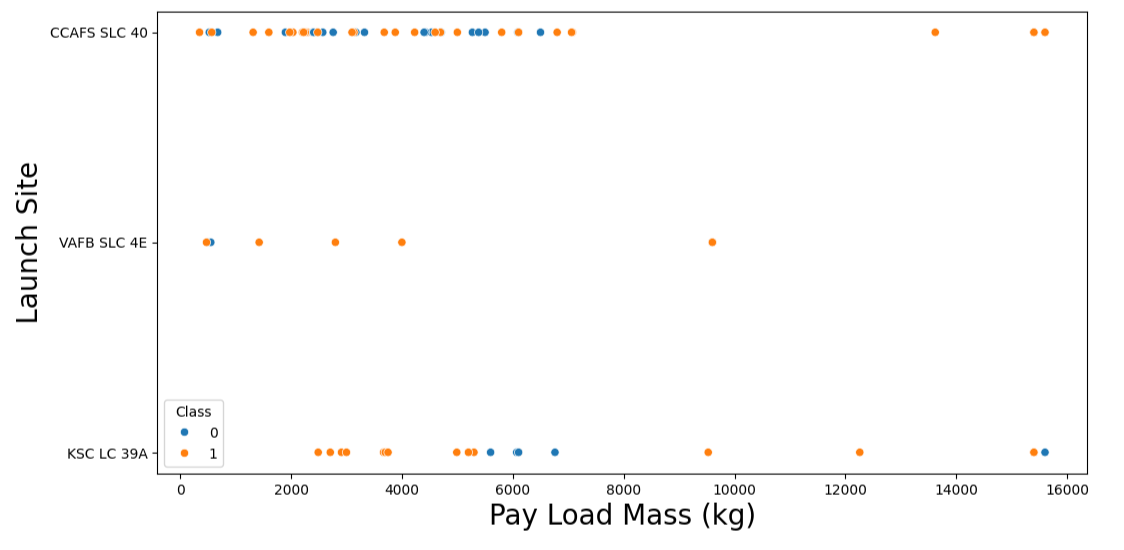 CCAFS SLC 40
VAFB SLC 4E
KSC LC 39A
Launch Site
Class
0
1
0 2000 4000 6000 8000 10000 12000 14000 16000
Pay Load Mass (kg)